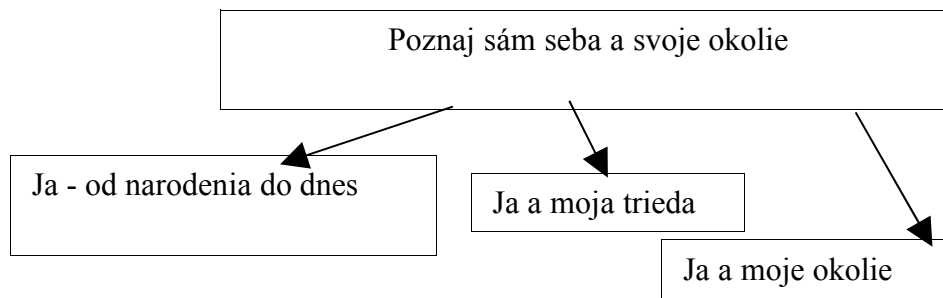 Poznaj sám seba a svoje okolie
Ja - od narodenia do dnes
Ja a moja trieda
Ja a moje okolie